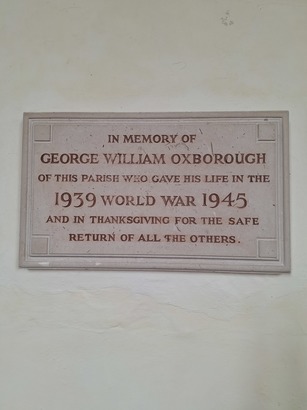 IN MEMORY OF
GEORGE WILLIAM OXBOROUGH
OF THIS PARISH WHO GAVE HIS LIFE IN THE
1939 WORLD WAR 1945
AND IN THANKSGIVING FOR THE SAFE
RETURN OF ALL THE OTHERS.